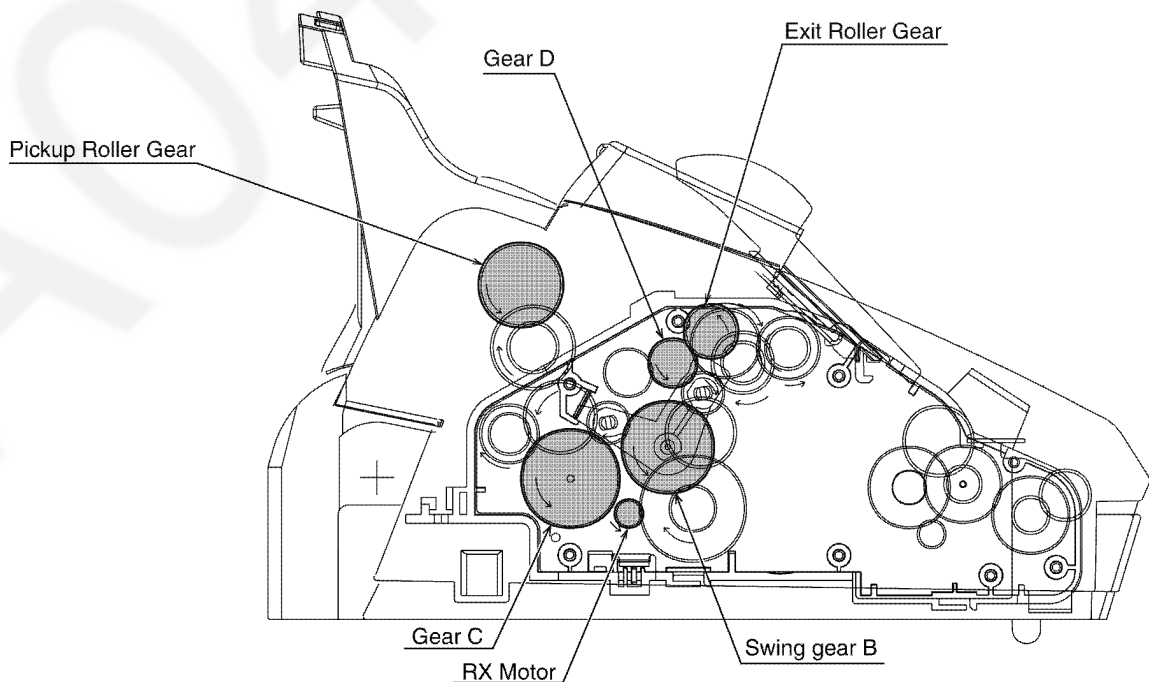 Exit Roller Gear
Gear D
Pickup Roller Gear
Gear C
RX Motor
Swing gear B